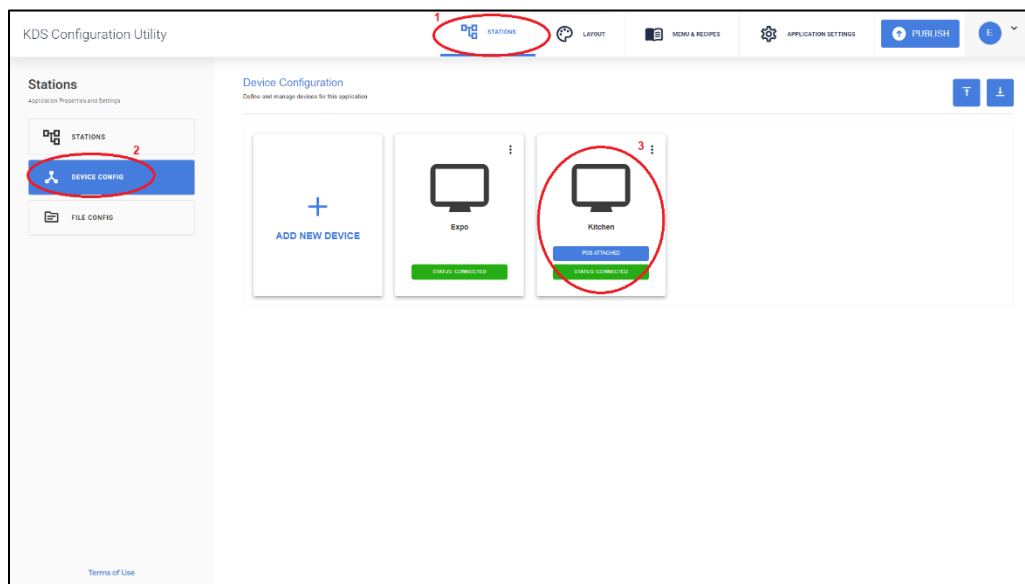 KDS Configuration Utility
1
STATIONS
LAYOUT
MENU & RECIPES
APPLICATION SETTINGS
PUBLISH
E
Stations
Application Properties and Settings
STATIONS
2
DEVICE CONFIG
FILE CONFIG
Device Configuration
Define and manage devices for this application
ADD NEW DEVICE
Expo
STATUS: CONNECTED
3
Kitchen
POS ATTACHED
STATUS: CONNECTED
Terms of Use